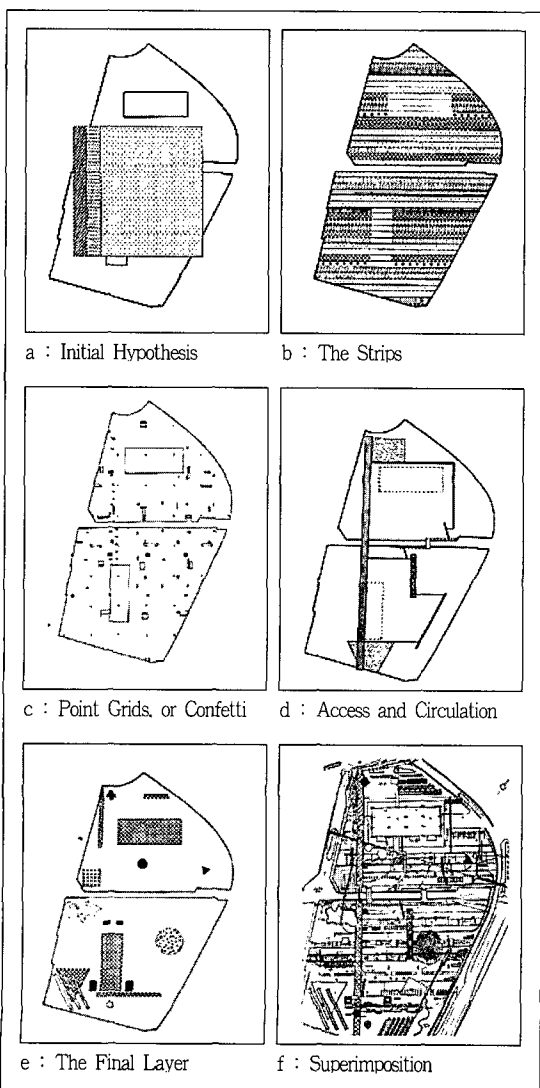 a : Initial Hypothesis
b : The Strips
c : Point Grids, or Confetti
d : Access and Circulation
e : The Final Layer
f : Superimposition